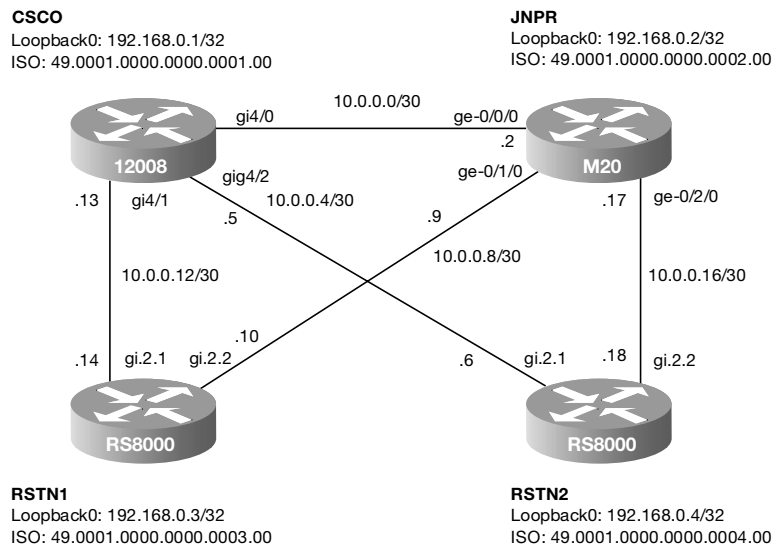 CSCO
Loopback0: 192.168.0.1/32
ISO: 49.0001.0000.0000.0001.00
JNPR
Loopback0: 192.168.0.2/32
ISO: 49.0001.0000.0000.0002.00
10.0.0.0/30
gi4/0
ge-0/0/0
.2
12008
M20
gig4/2
ge-0/1/0
.13
gi4/1
10.0.0.4/30
.17
ge-0/2/0
.5
.9
10.0.0.8/30
10.0.0.12/30
10.0.0.16/30
.10
.14
gi.2.1
gi.2.2
.6
gi.2.1
.18
gi.2.2
RS8000
RS8000
RSTN1
Loopback0: 192.168.0.3/32
ISO: 49.0001.0000.0000.0003.00
RSTN2
Loopback0: 192.168.0.4/32
ISO: 49.0001.0000.0000.0004.00